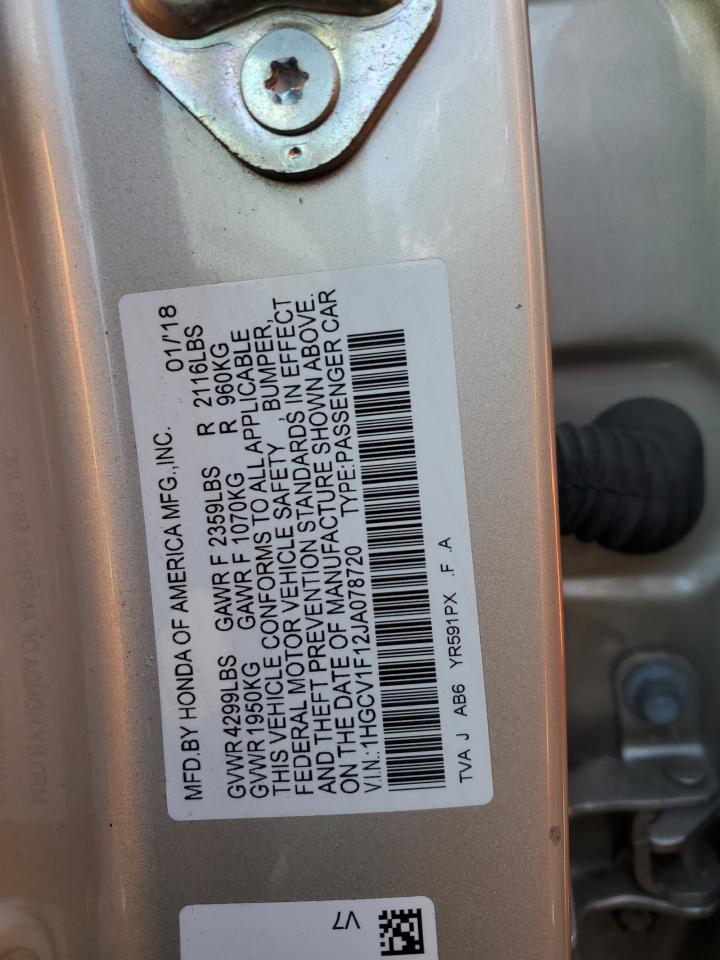 MFD.BY HONDA OF AMERICA MFG.,INC. 01/'18
GVWR 4299LBS GAWR F 2359LBS R 2116LBS
GVWR 1950KG GAWR F 1070KG R 960KG
THIS VEHICLE CONFORMS TO ALL APPLICABLE
FEDERAL MOTOR VEHICLE SAFETY , BUMPER,
AND THEFT PREVENTION STANDARDS IN EFFECT
ON THE DATE OF MANUFACTURE SHOWN ABOVE.
V.I.N.: 1HGCV1F12JA078720 TYPE:PASSENGER CAR
TVA J AB6 YR591PX .F .A
V7